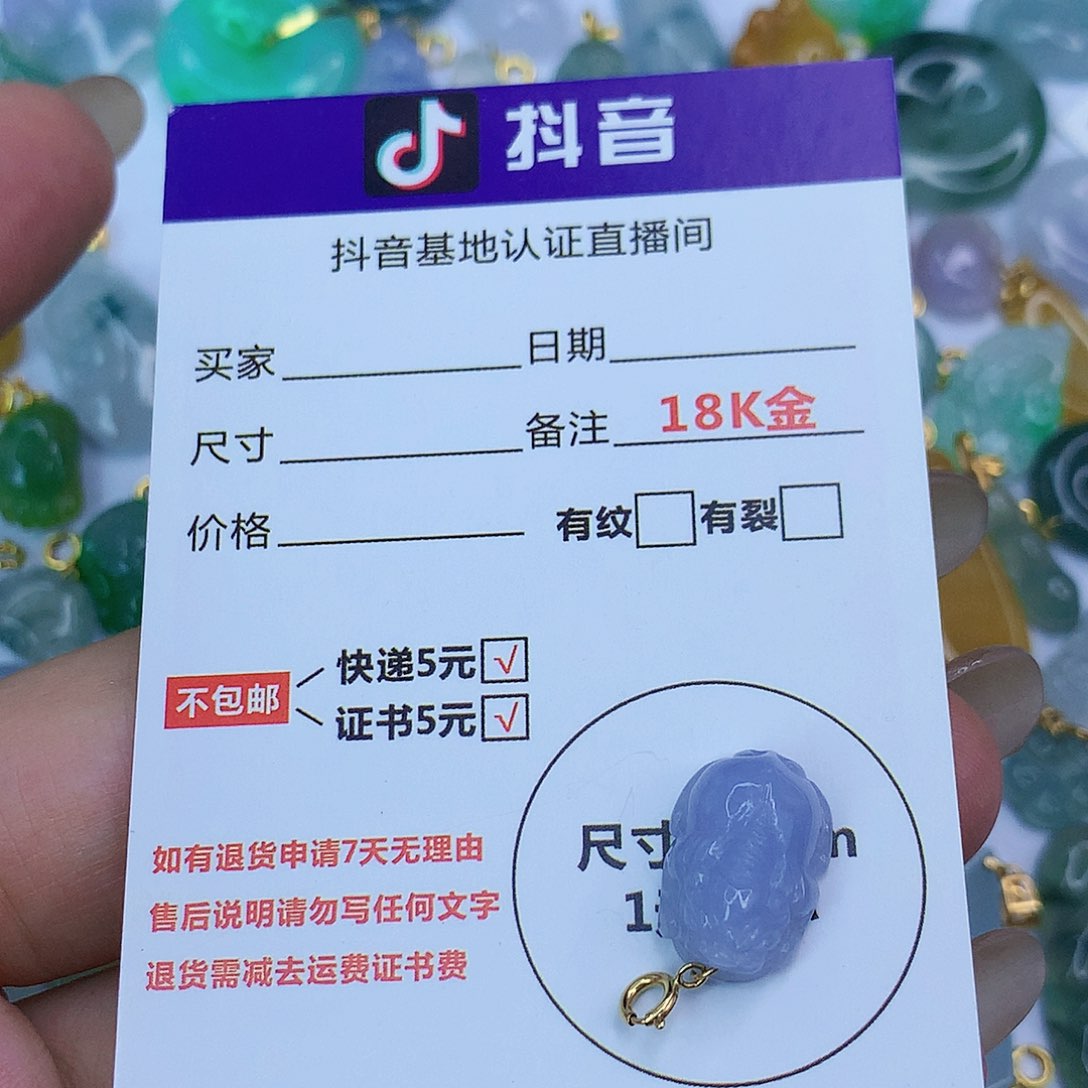 抖音
抖音基地认证直播间
买家 日期
尺寸 备注 18K金
价格 有纹 有裂
不包邮
快递5元 √
证书5元 √
如有退货申请7天无理由
售后说明请勿写任何文字
退货需减去运费证书费
尺寸
1